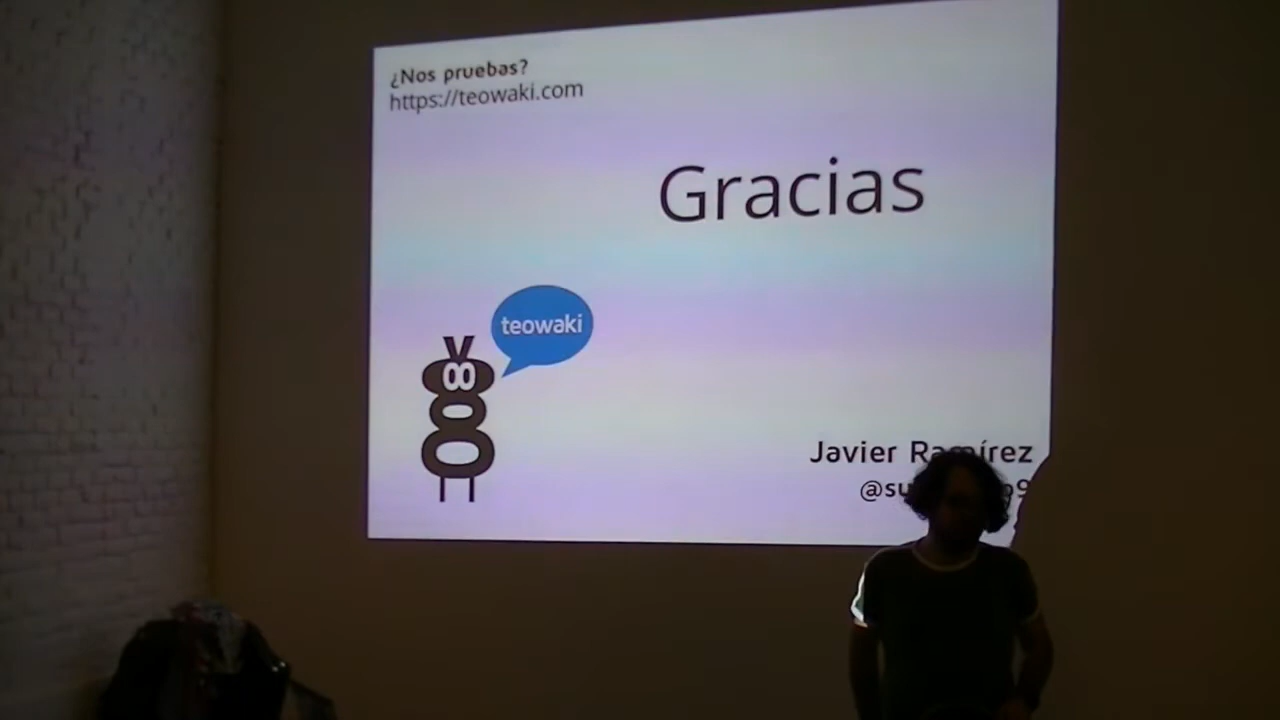 ¿Nos pruebas?
https://teowaki.com
Gracias
teowaki
Javier Ramírez